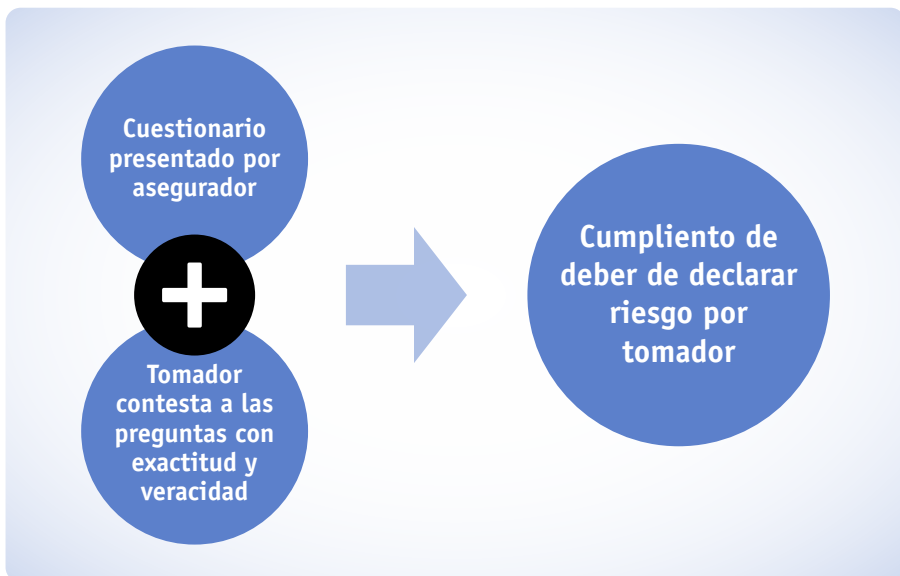 Cuestionario
presentado por
asegurador
+
Tomador
contesta a las
preguntas con
exactitud y
veracidad
Cumpliento de
deber de declarar
riesgo por
tomador